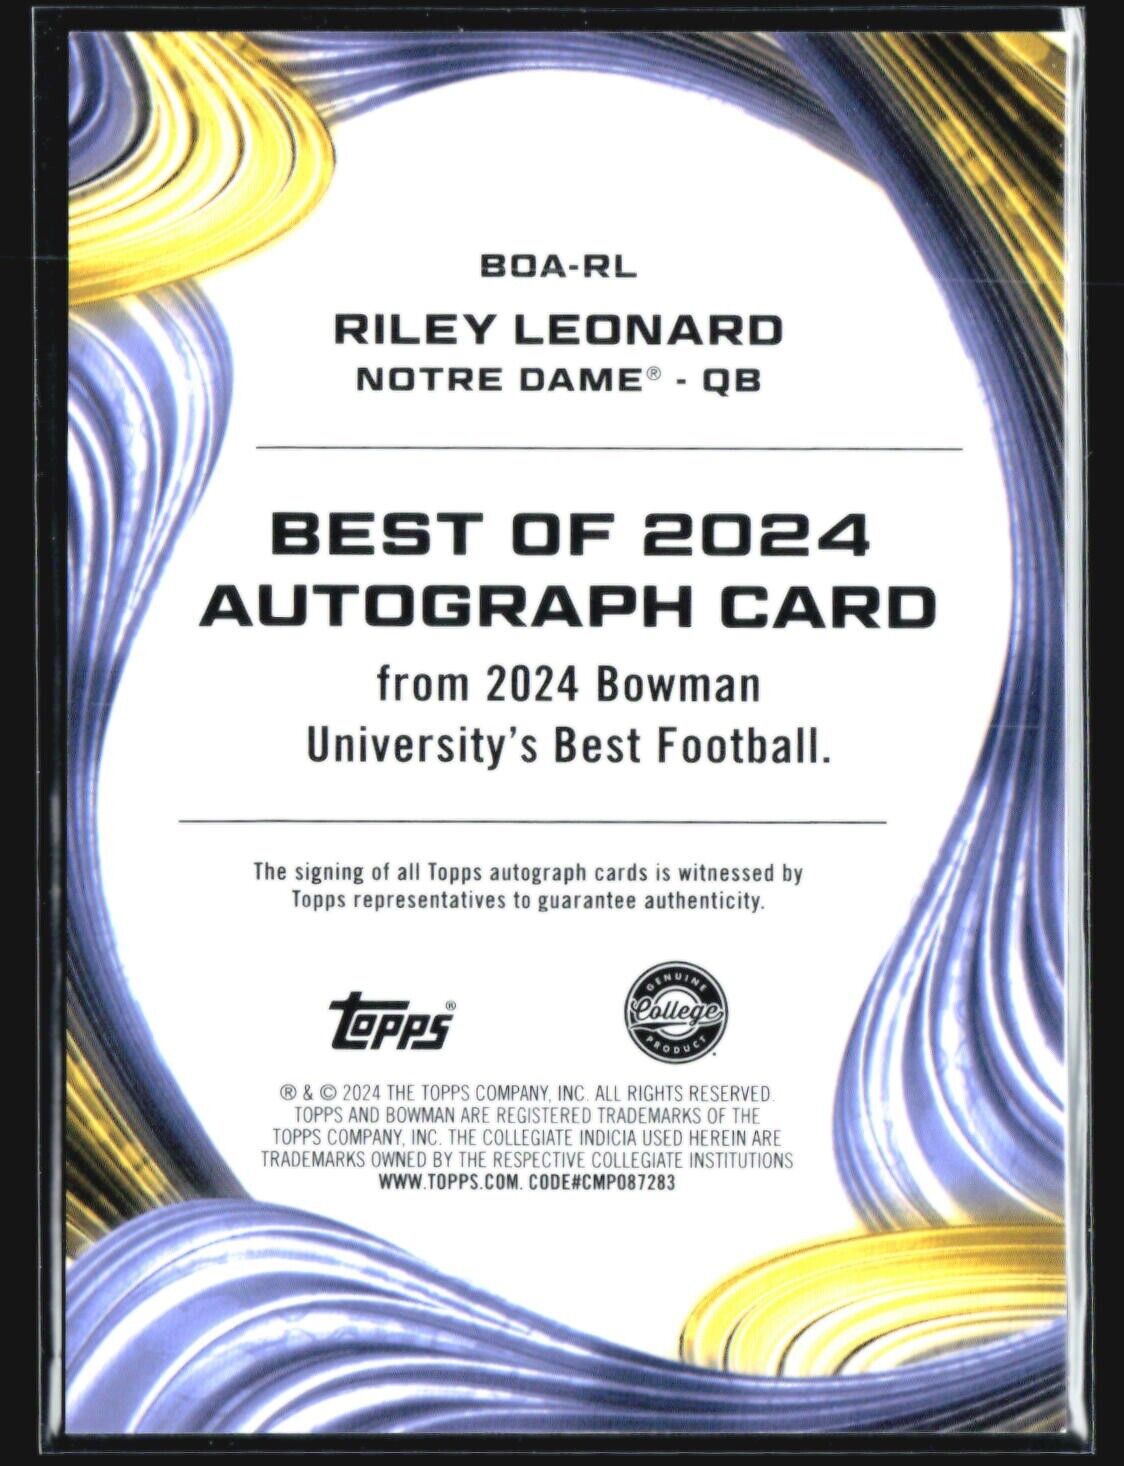 BOA-RL
RILEY LEONARD
NOTRE DAME® - QB
BEST OF 2024
AUTOGRAPH CARD
from 2024 Bowman
University's Best Football.
The signing of all Topps autograph cards is witnessed by
Topps representatives to guarantee authenticity.
Topps®
GENUINE
College
PRODUCT
® & © 2024 THE TOPPS COMPANY, INC. ALL RIGHTS RESERVED.
TOPPS AND BOWMAN ARE REGISTERED TRADEMARKS OF THE
TOPPS COMPANY, INC. THE COLLEGIATE INDICIA USED HEREIN ARE
TRADEMARKS OWNED BY THE RESPECTIVE COLLEGIATE INSTITUTIONS
WWW.TOPPS.COM. CODE#CMP087283